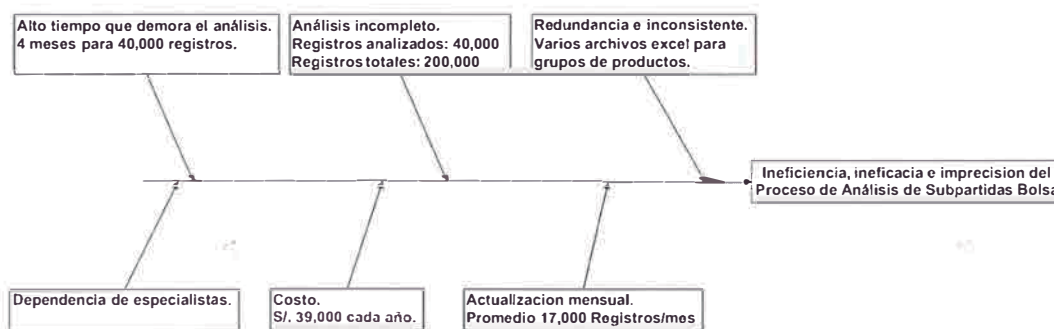 Alto tiempo que demora el análisis.
4 meses para 40,000 registros.
Análisis incompleto.
Registros analizados: 40,000
Registros totales: 200,000
Redundancia e inconsistente.
Varios archivos excel para
grupos de productos.
Ineficiencia, ineficacia e imprecision del
Proceso de Análisis de Subpartidas Bolsa
Dependencia de especialistas.
Costo.
S/. 39,000 cada año.
Actualizacion mensual.
Promedio 17,000 Registros/mes